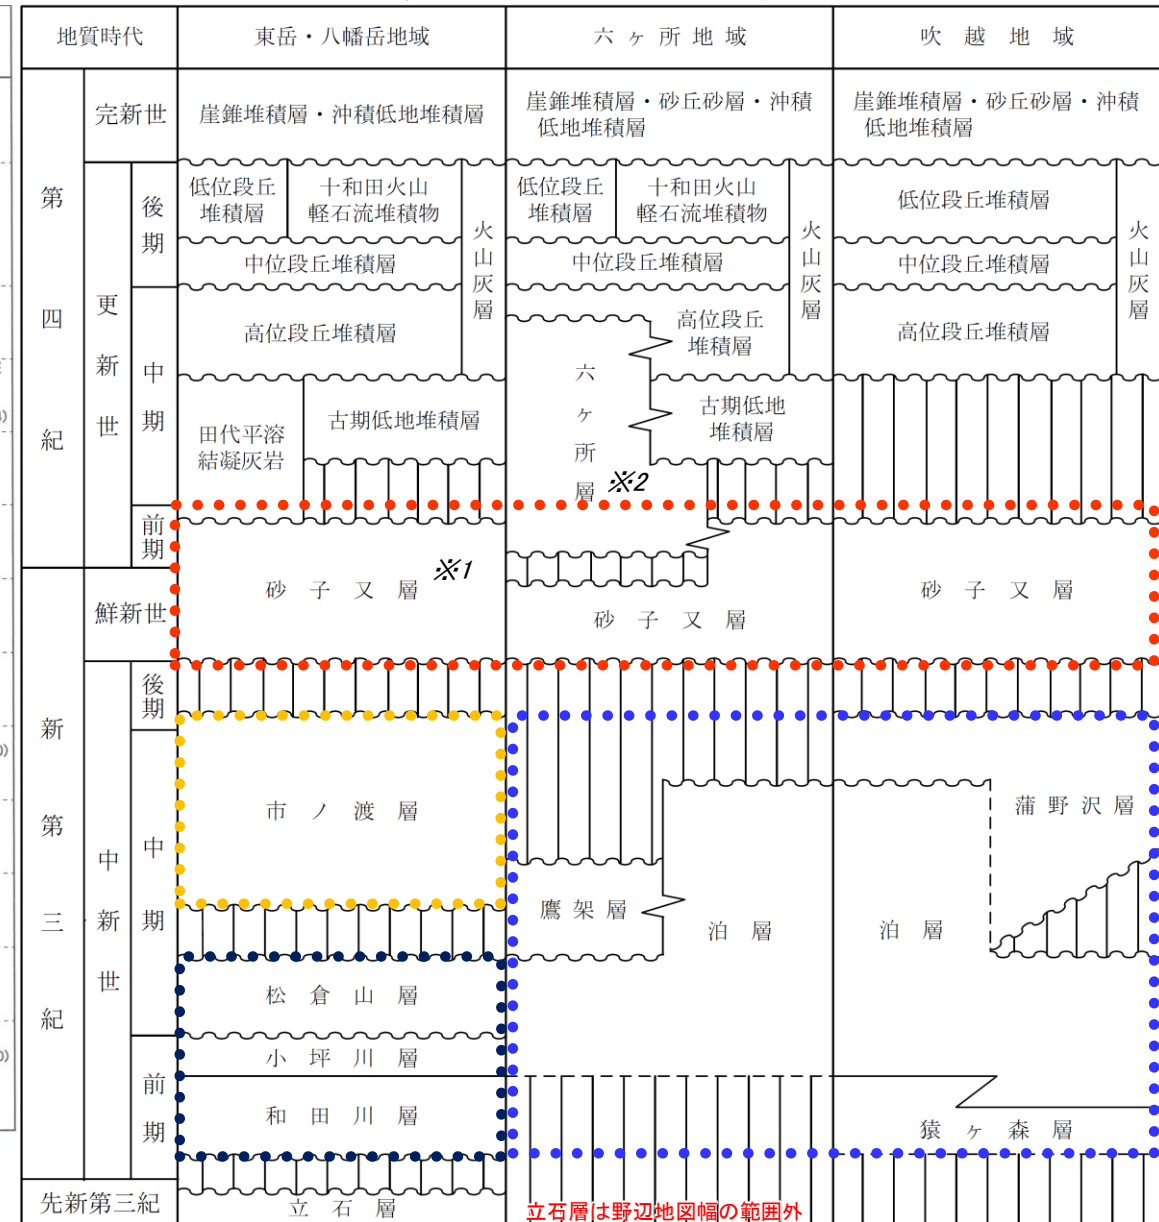 地質時代
東岳・八幡岳地域
六ヶ所地域
吹越地域
第四紀
完新世
崖錐堆積層・沖積低地堆積層
崖錐堆積層・砂丘砂層・沖積
低地堆積層
崖錐堆積層・砂丘砂層・沖積
低地堆積層
更新世
後期
低位段丘
堆積層
十和田火山
軽石流堆積物
火山灰層
低位段丘
堆積層
十和田火山
軽石流堆積物
火山灰層
低位段丘堆積層
火山灰層
中位段丘堆積層
中位段丘堆積層
中位段丘堆積層
中期
高位段丘堆積層
六ヶ所層
※2
高位段丘
堆積層
高位段丘堆積層
田代平溶
結凝灰岩
古期低地堆積層
古期低地
堆積層
前期
砂子又層
※1
砂子又層
砂子又層
鮮新世
新第三紀
中新世
後期
中期
市ノ渡層
鷹架層
泊層
泊層
蒲野沢層
松倉山層
前期
小坪川層
和田川層
猿ヶ森層
先新第三紀
立石層
立石層は野辺地図幅の範囲外